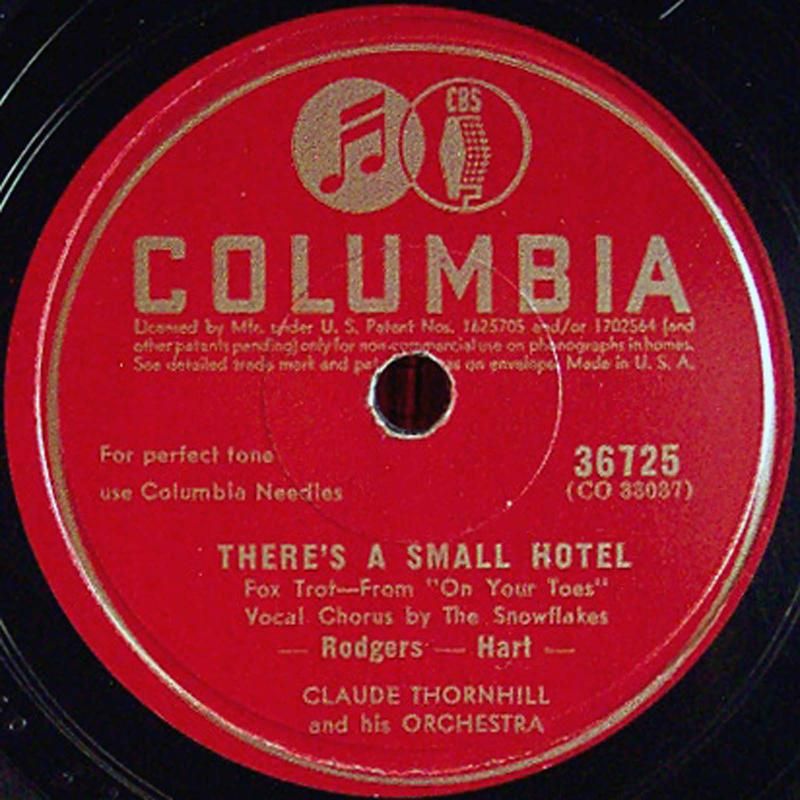 CBS
COLUMBIA
Licensed by Mfr. under U. S. Patent Nos. 1625705 and/or 1702564 (and
other patents pending) only for non-commercial use on phonographs in homes.
See detailed trade mark and on envelope. Made in U. S. A.
For perfect tone
use Columbia Needles
36725
(CO 33037)
THERE'S A SMALL HOTEL
Fox Trot—From "On Your Toes"
Vocal Chorus by The Snowflakes
— Rodgers — Hart —
CLAUDE THORNHILL
and his ORCHESTRA